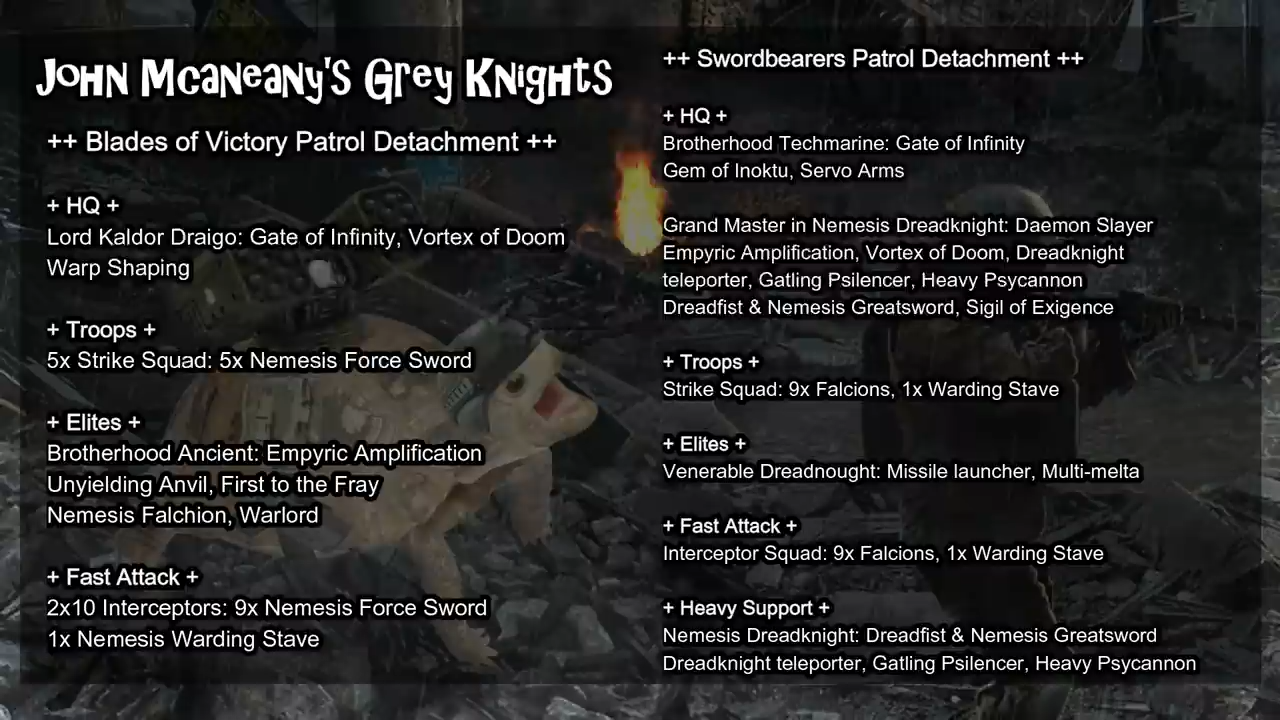 John Mcaneany's Grey Knights
++ Blades of Victory Patrol Detachment ++
+ HQ +
Lord Kaldor Draigo: Gate of Infinity, Vortex of Doom
Warp Shaping
+ Troops +
5x Strike Squad: 5x Nemesis Force Sword
+ Elites +
Brotherhood Ancient: Empyric Amplification
Unyielding Anvil, First to the Fray
Nemesis Falchion, Warlord
+ Fast Attack +
2x10 Interceptors: 9x Nemesis Force Sword
1x Nemesis Warding Stave
++ Swordbearers Patrol Detachment ++
+ HQ +
Brotherhood Techmarine: Gate of Infinity
Gem of Inoktu, Servo Arms
Grand Master in Nemesis Dreadknight: Daemon Slayer
Empyric Amplification, Vortex of Doom, Dreadknight
teleporter, Gatling Psilencer, Heavy Psycannon
Dreadfist & Nemesis Greatsword, Sigil of Exigence
+ Troops +
Strike Squad: 9x Falcions, 1x Warding Stave
+ Elites +
Venerable Dreadnought: Missile launcher, Multi-melta
+ Fast Attack +
Interceptor Squad: 9x Falcions, 1x Warding Stave
+ Heavy Support +
Nemesis Dreadknight: Dreadfist & Nemesis Greatsword
Dreadknight teleporter, Gatling Psilencer, Heavy Psycannon